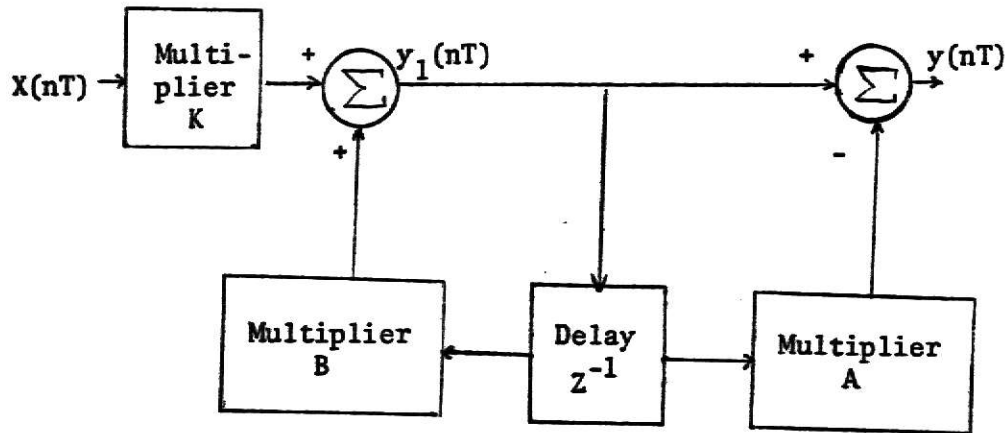 X(nT)
Multi-
plier
K
+
Σ
+
y₁(nT)
+
Σ
-
y(nT)
Multiplier
B
Delay
Z⁻¹
Multiplier
A